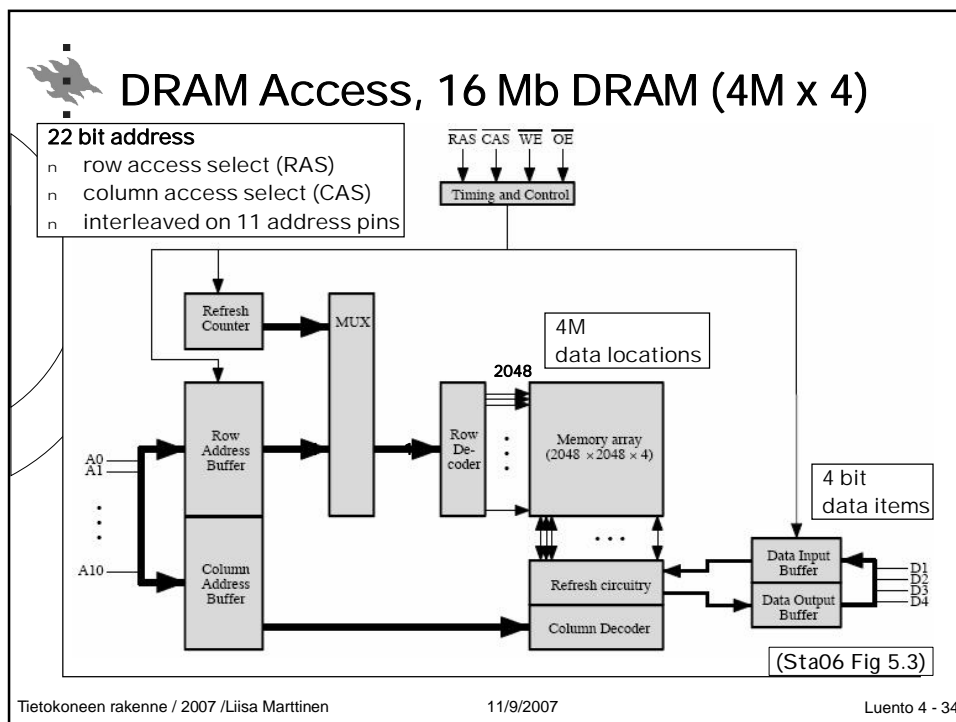 DRAM Access, 16 Mb DRAM (4M x 4)
22 bit address
n row access select (RAS)
n column access select (CAS)
n interleaved on 11 address pins
RAS CAS WE OE
Timing and Control
Refresh
Counter
MUX
4M
data locations
2048
Row
Address
Buffer
Row
De-
coder
Memory array
(2048 × 2048 × 4)
A0
A1
A10
4 bit
data items
Column
Address
Buffer
Refresh circuitry
Column Decoder
Data Input
Buffer
Data Output
Buffer
D1
D2
D3
D4
(Sta06 Fig 5.3)
Tietokoneen rakenne / 2007 /Liisa Marttinen 11/9/2007 Luento 4 - 34